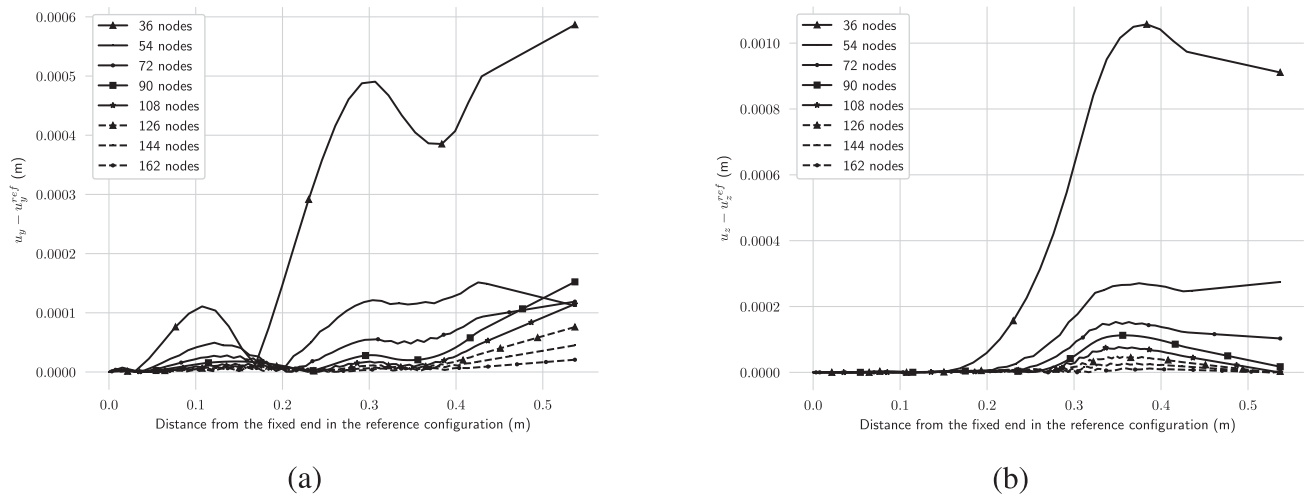 0.0006
0.0005
0.0004
0.0003
0.0002
0.0001
0.0000
u_y − u_y^{ref} (m)
36 nodes
54 nodes
72 nodes
90 nodes
108 nodes
126 nodes
144 nodes
162 nodes
0.0 0.1 0.2 0.3 0.4 0.5
Distance from the fixed end in the reference configuration (m)
(a)
0.0010
0.0008
0.0006
0.0004
0.0002
0.0000
u_z − u_z^{ref} (m)
36 nodes
54 nodes
72 nodes
90 nodes
108 nodes
126 nodes
144 nodes
162 nodes
0.0 0.1 0.2 0.3 0.4 0.5
Distance from the fixed end in the reference configuration (m)
(b)